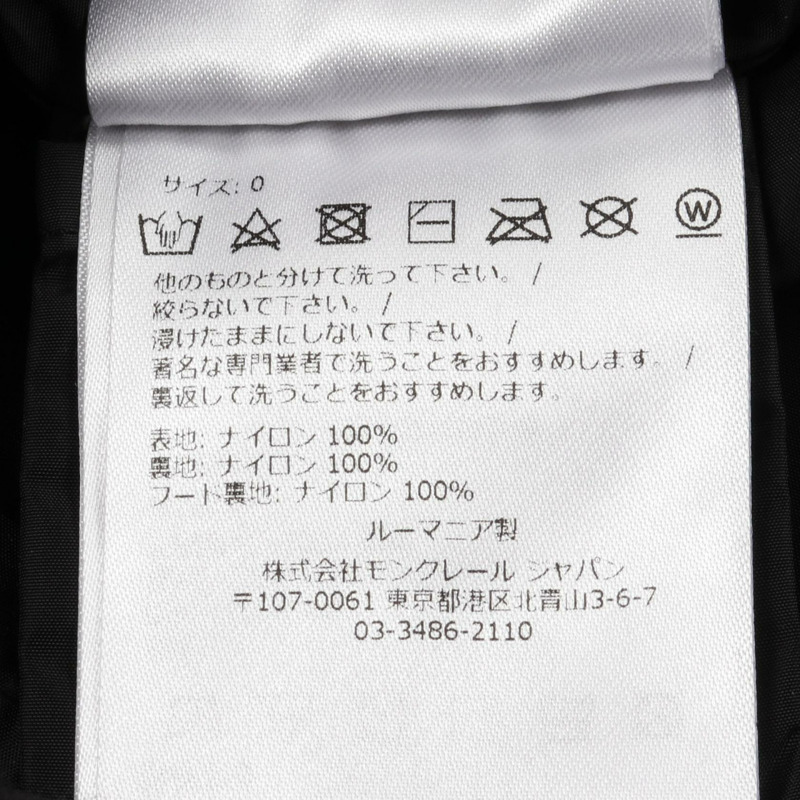 サイズ: 0
W
他のものと分けて洗って下さい。 /
絞らないで下さい。 /
浸けたままにしないで下さい。 /
著名な専門業者で洗うことをおすすめします。 /
裏返して洗うことをおすすめします。
表地: ナイロン 100%
裏地: ナイロン 100%
フード裏地: ナイロン 100%
ルーマニア製
株式会社モンクレール ジャパン
〒107-0061 東京都港区北青山3-6-7
03-3486-2110